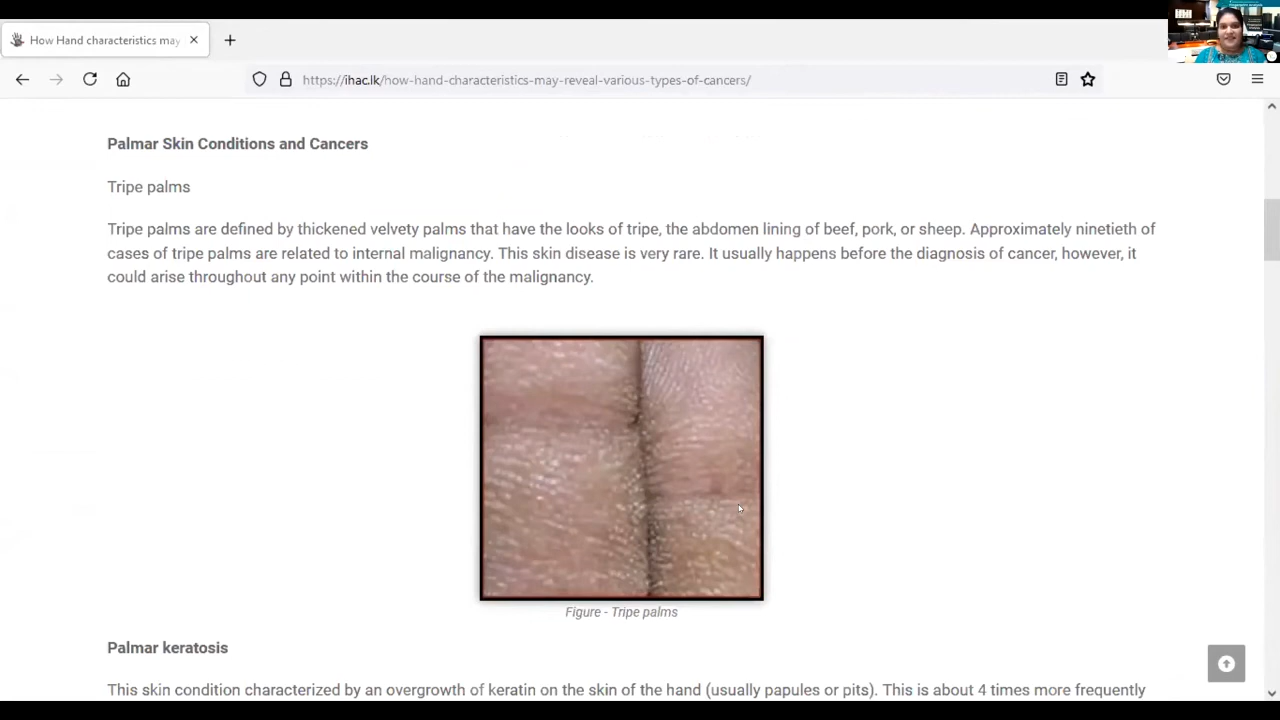 How Hand characteristics may
https://ihac.lk/how-hand-characteristics-may-reveal-various-types-of-cancers/
Palmar Skin Conditions and Cancers
Tripe palms
Tripe palms are defined by thickened velvety palms that have the looks of tripe, the abdomen lining of beef, pork, or sheep. Approximately ninetieth of
cases of tripe palms are related to internal malignancy. This skin disease is very rare. It usually happens before the diagnosis of cancer, however, it
could arise throughout any point within the course of the malignancy.
Figure - Tripe palms
Palmar keratosis
This skin condition characterized by an overgrowth of keratin on the skin of the hand (usually papules or pits). This is about 4 times more frequently